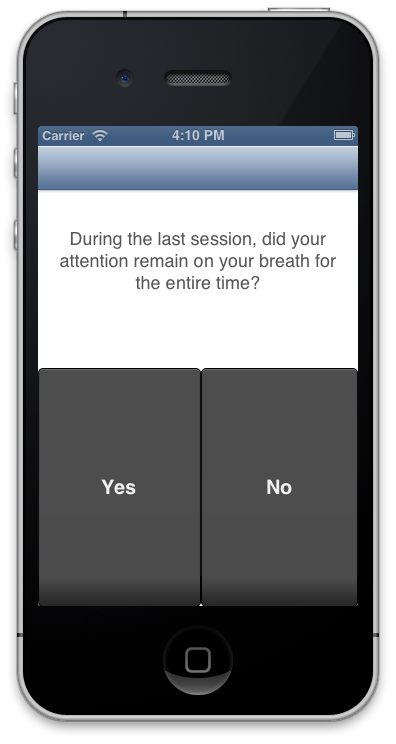 Carrier 4:10 PM
During the last session, did your
attention remain on your breath for
the entire time?
Yes No